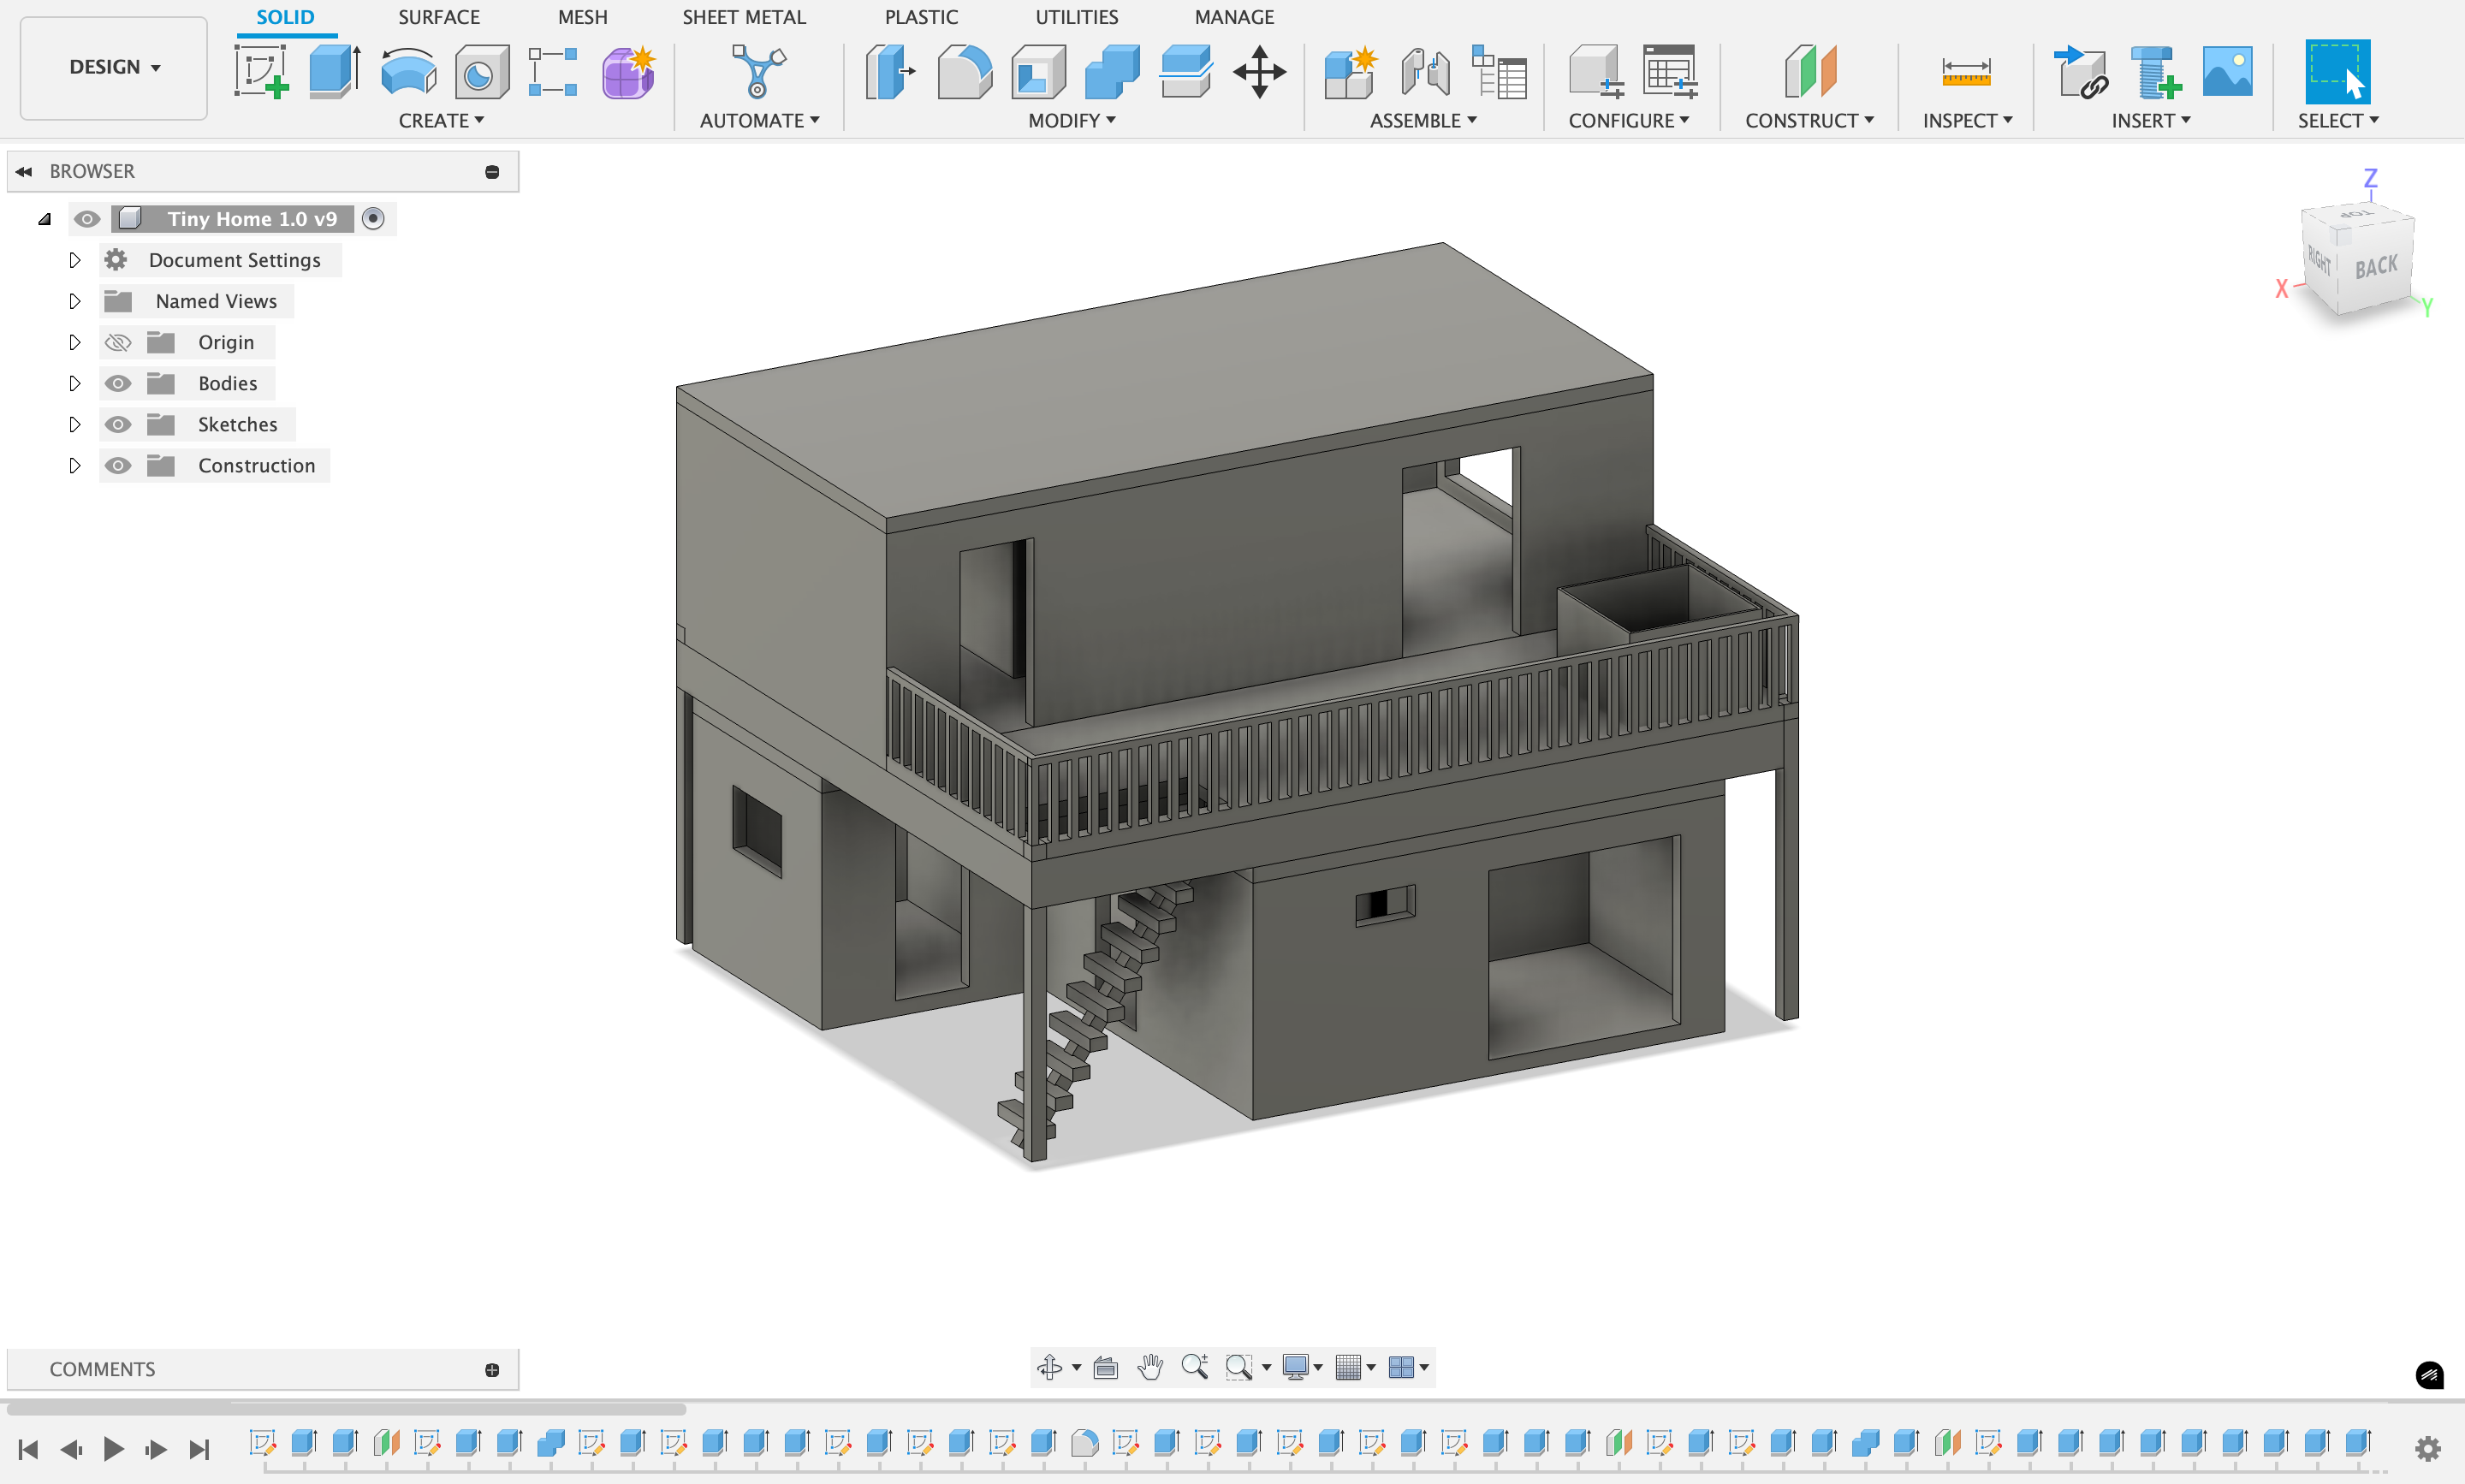 SOLID SURFACE MESH SHEET METAL PLASTIC UTILITIES MANAGE
DESIGN
CREATE AUTOMATE MODIFY ASSEMBLE CONFIGURE CONSTRUCT INSPECT INSERT SELECT
BROWSER
Tiny Home 1.0 v9
Document Settings
Named Views
Origin
Bodies
Sketches
Construction
Z
TOP
RIGHT
BACK
X
Y
COMMENTS